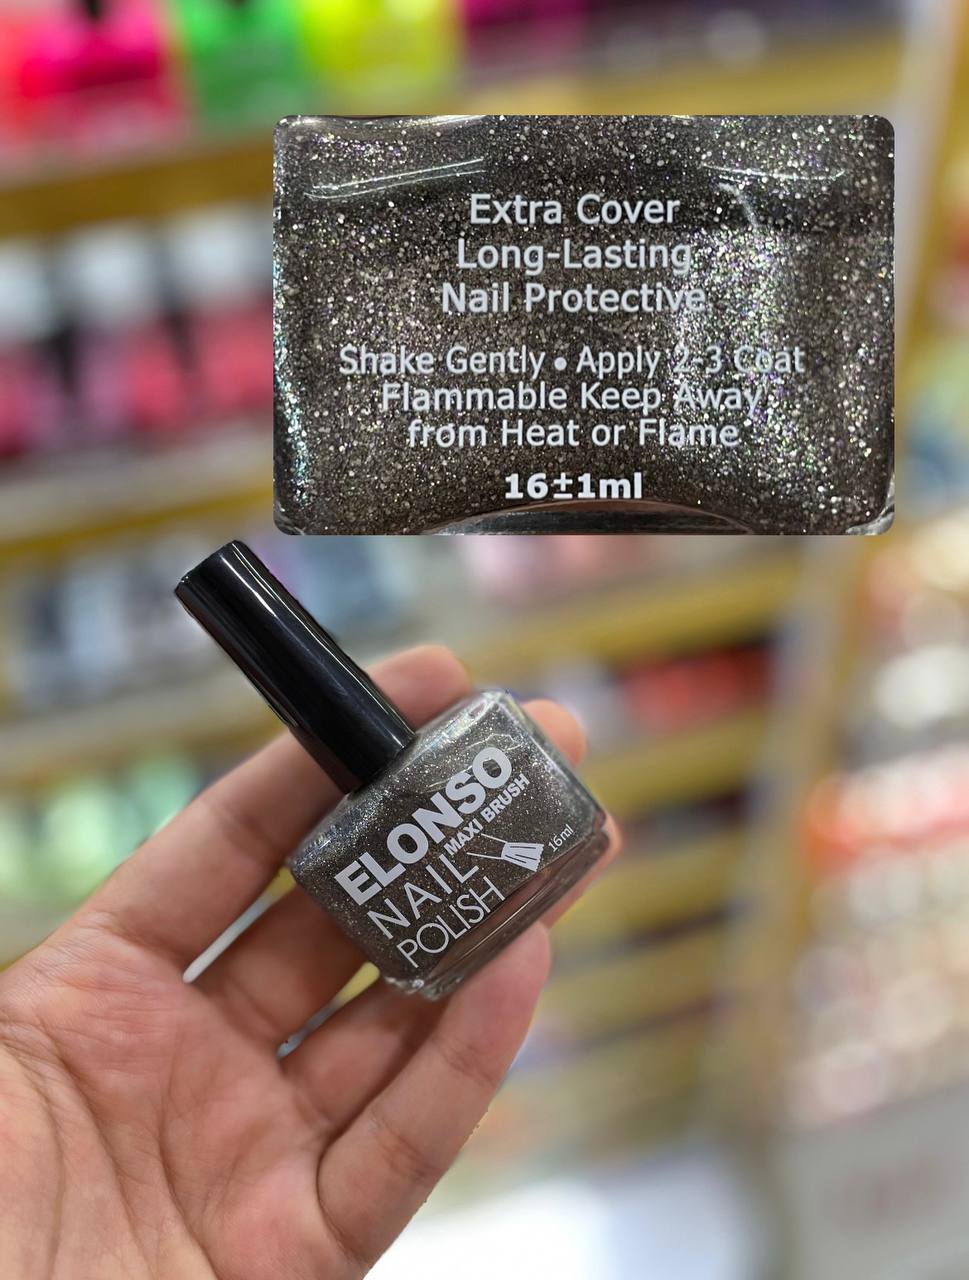 Extra Cover
Long-Lasting
Nail Protective
Shake Gently • Apply 2-3 Coat
Flammable Keep Away
from Heat or Flame
16±1ml
ELONSO
MAXI BRUSH
NAIL
16ml
POLISH